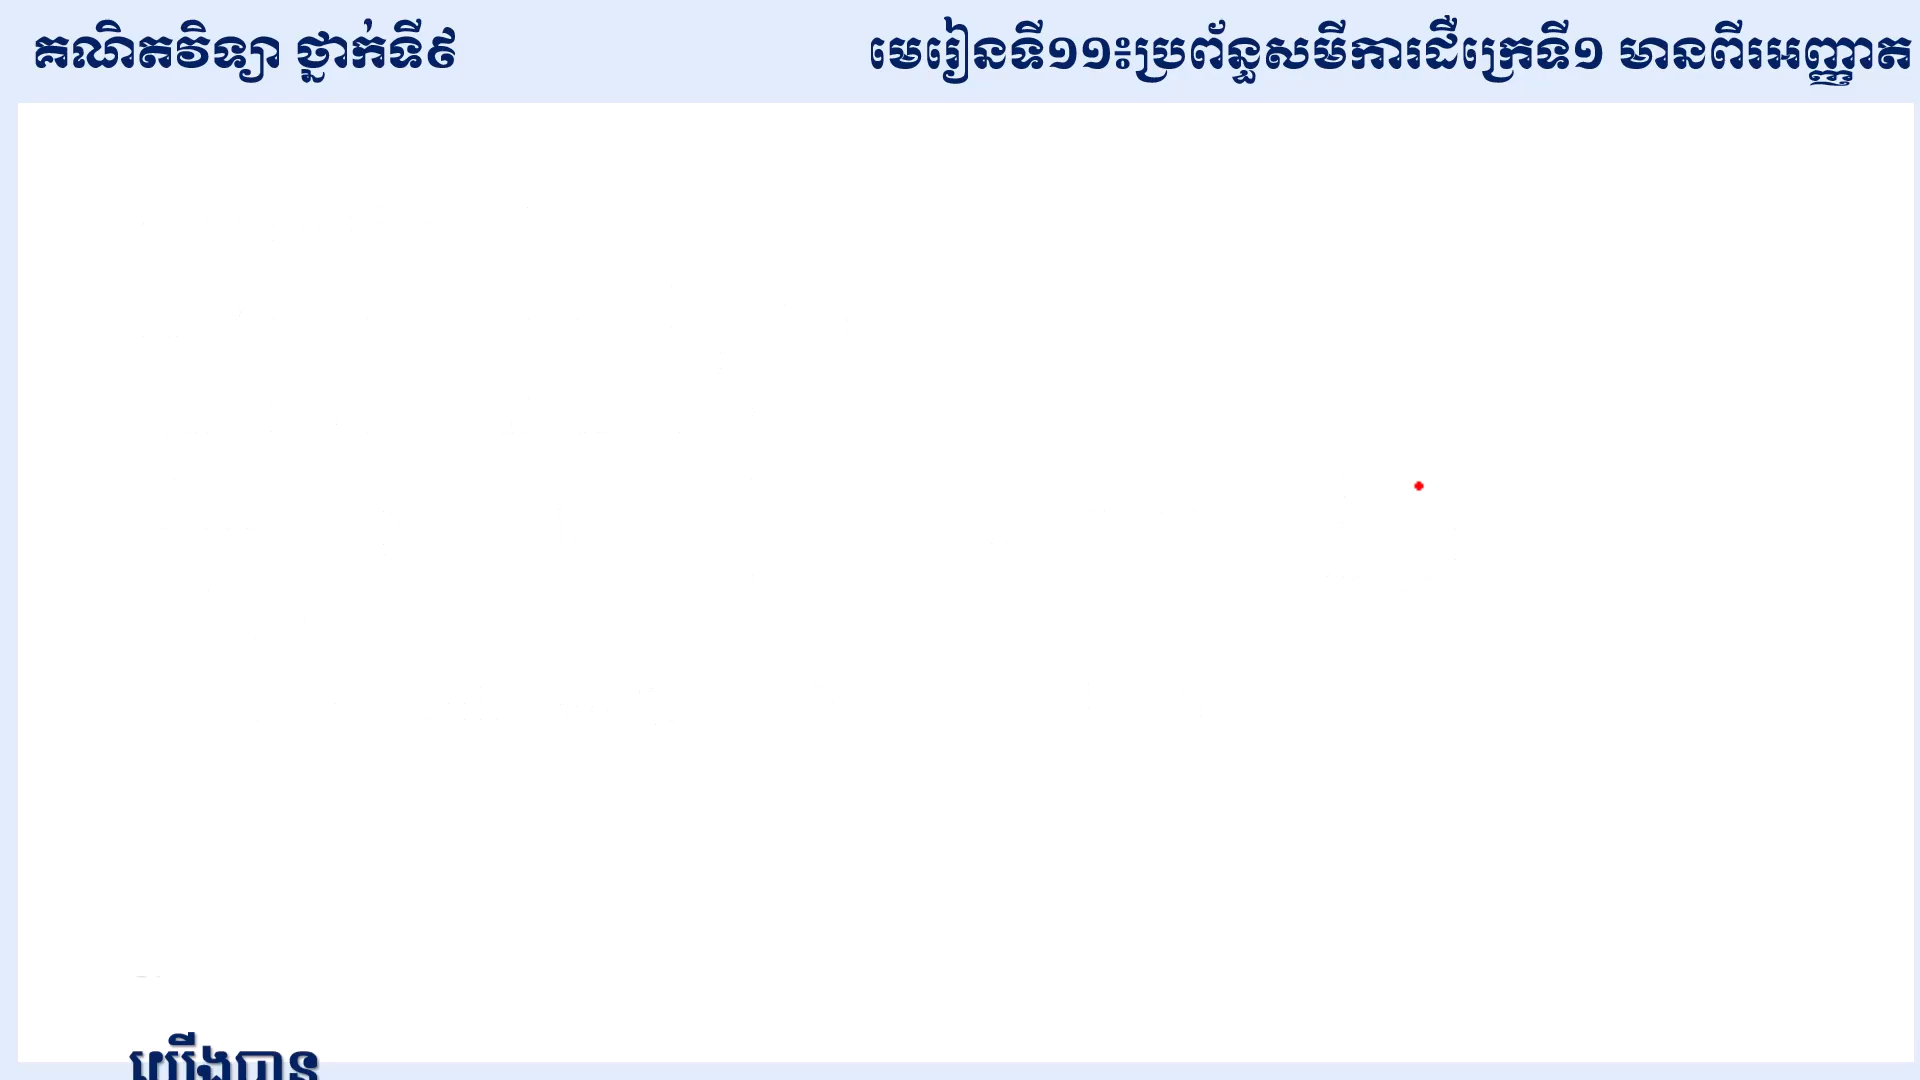 គណិតវិទ្យា ថ្នាក់ទី៩
មេរៀនទី១១៖ប្រព័ន្ធសមីការដឺក្រេទី១ មានពីរអញ្ញាត
យើងបាន